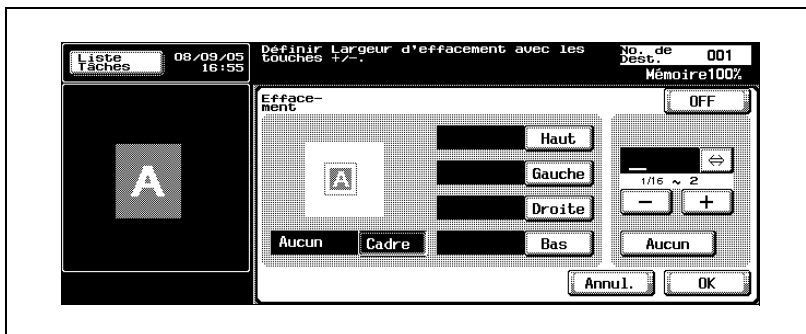 Liste
Tâches
08/09/05
16:55
Définir Largeur d'effacement avec les
touches +/-.
No. de
Dest.
001
Mémoire100%
Efface-
ment
OFF
Haut
Gauche
Droite
Bas
A
A
Aucun
Cadre
⇔
1/16 ~ 2
−
+
Aucun
Annul.
OK